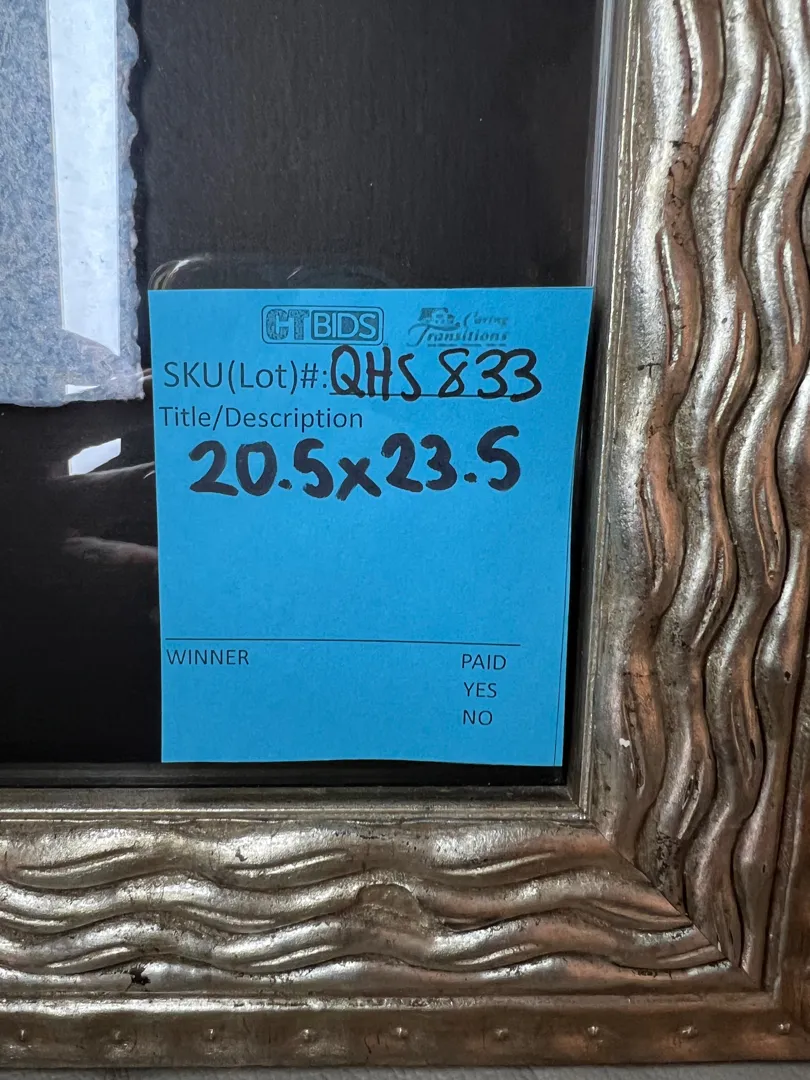 CTBIDS
Caring
Transitions
SKU(Lot)#: QHS 833
Title/Description
20.5x23.5
WINNER
PAID
YES
NO